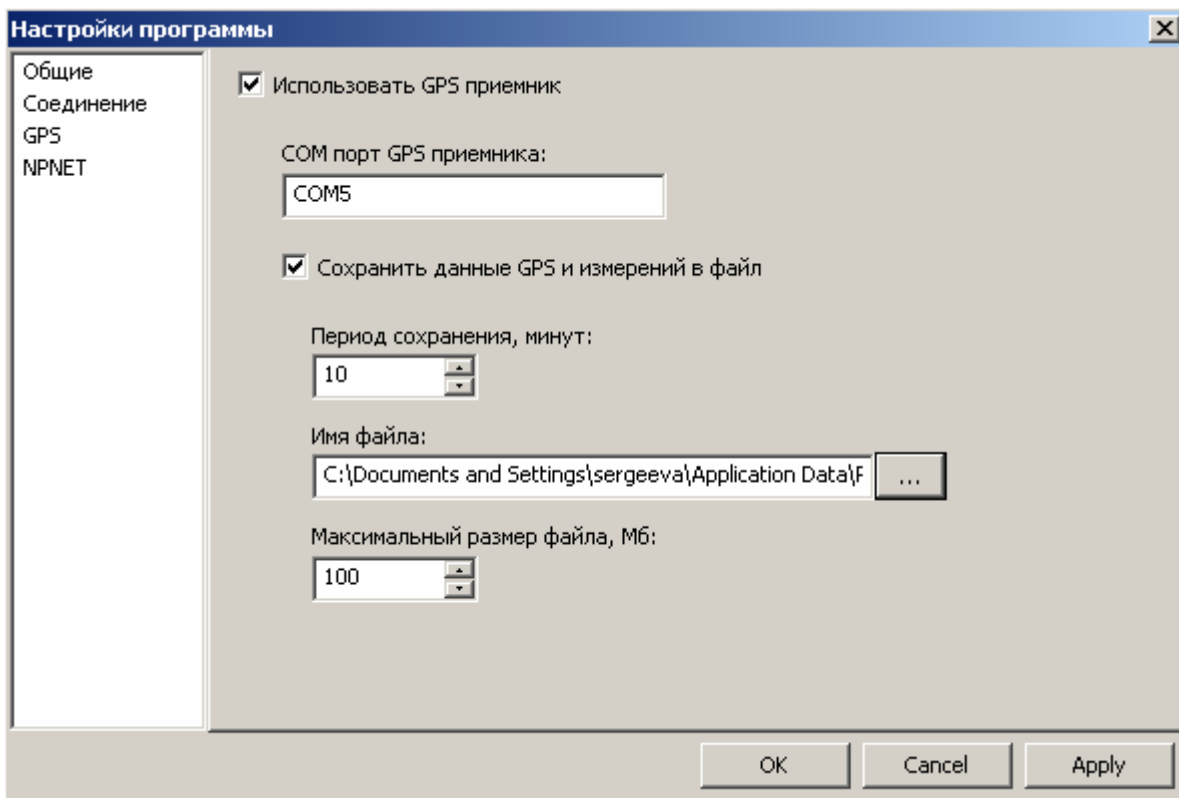 Настройки программы
Общие
Соединение
GPS
NPNET
Использовать GPS приемник
COM порт GPS приемника:
COM5
Сохранить данные GPS и измерений в файл
Период сохранения, минут:
10
Имя файла:
C:\Documents and Settings\sergeeva\Application Data\F
...
Максимальный размер файла, Мб:
100
OK
Cancel
Apply